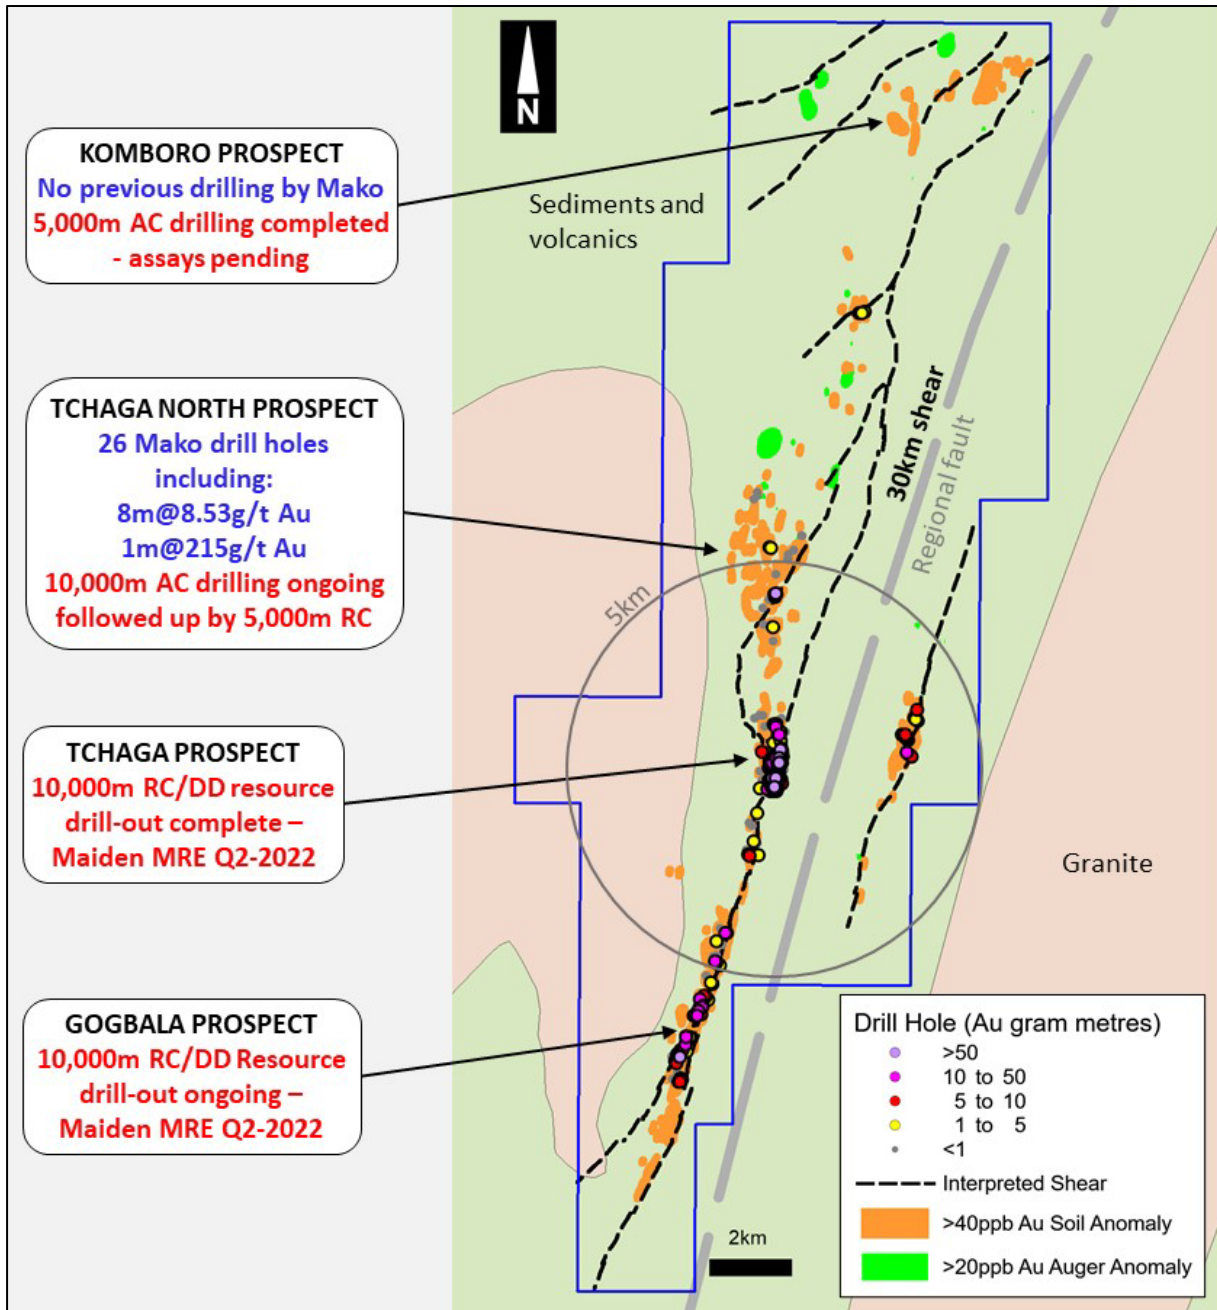 N
KOMBORO PROSPECT
No previous drilling by Mako
5,000m AC drilling completed
- assays pending
Sediments and
volcanics
TCHAGA NORTH PROSPECT
26 Mako drill holes
including:
8m@8.53g/t Au
1m@215g/t Au
10,000m AC drilling ongoing
followed up by 5,000m RC
30km shear
Regional fault
5km
TCHAGA PROSPECT
10,000m RC/DD resource
drill-out complete –
Maiden MRE Q2-2022
Granite
GOGBALA PROSPECT
10,000m RC/DD Resource
drill-out ongoing –
Maiden MRE Q2-2022
2km
Drill Hole (Au gram metres)
>50
10 to 50
5 to 10
1 to 5
<1
Interpreted Shear
>40ppb Au Soil Anomaly
>20ppb Au Auger Anomaly